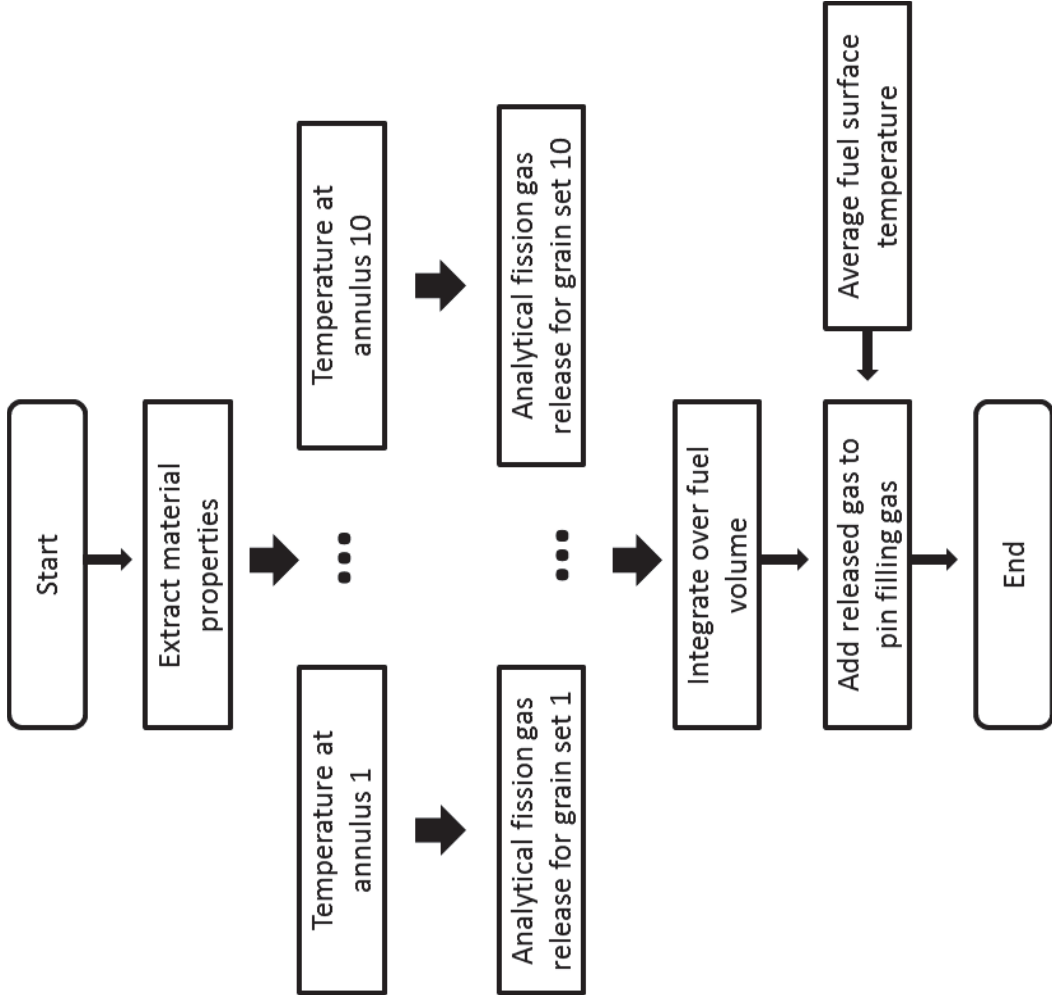 Start
Extract material
properties
Temperature at
annulus 1
...
Temperature at
annulus 10
Analytical fission gas
release for grain set 1
...
Analytical fission gas
release for grain set 10
Integrate over fuel
volume
Add released gas to
pin filling gas
Average fuel surface
temperature
End